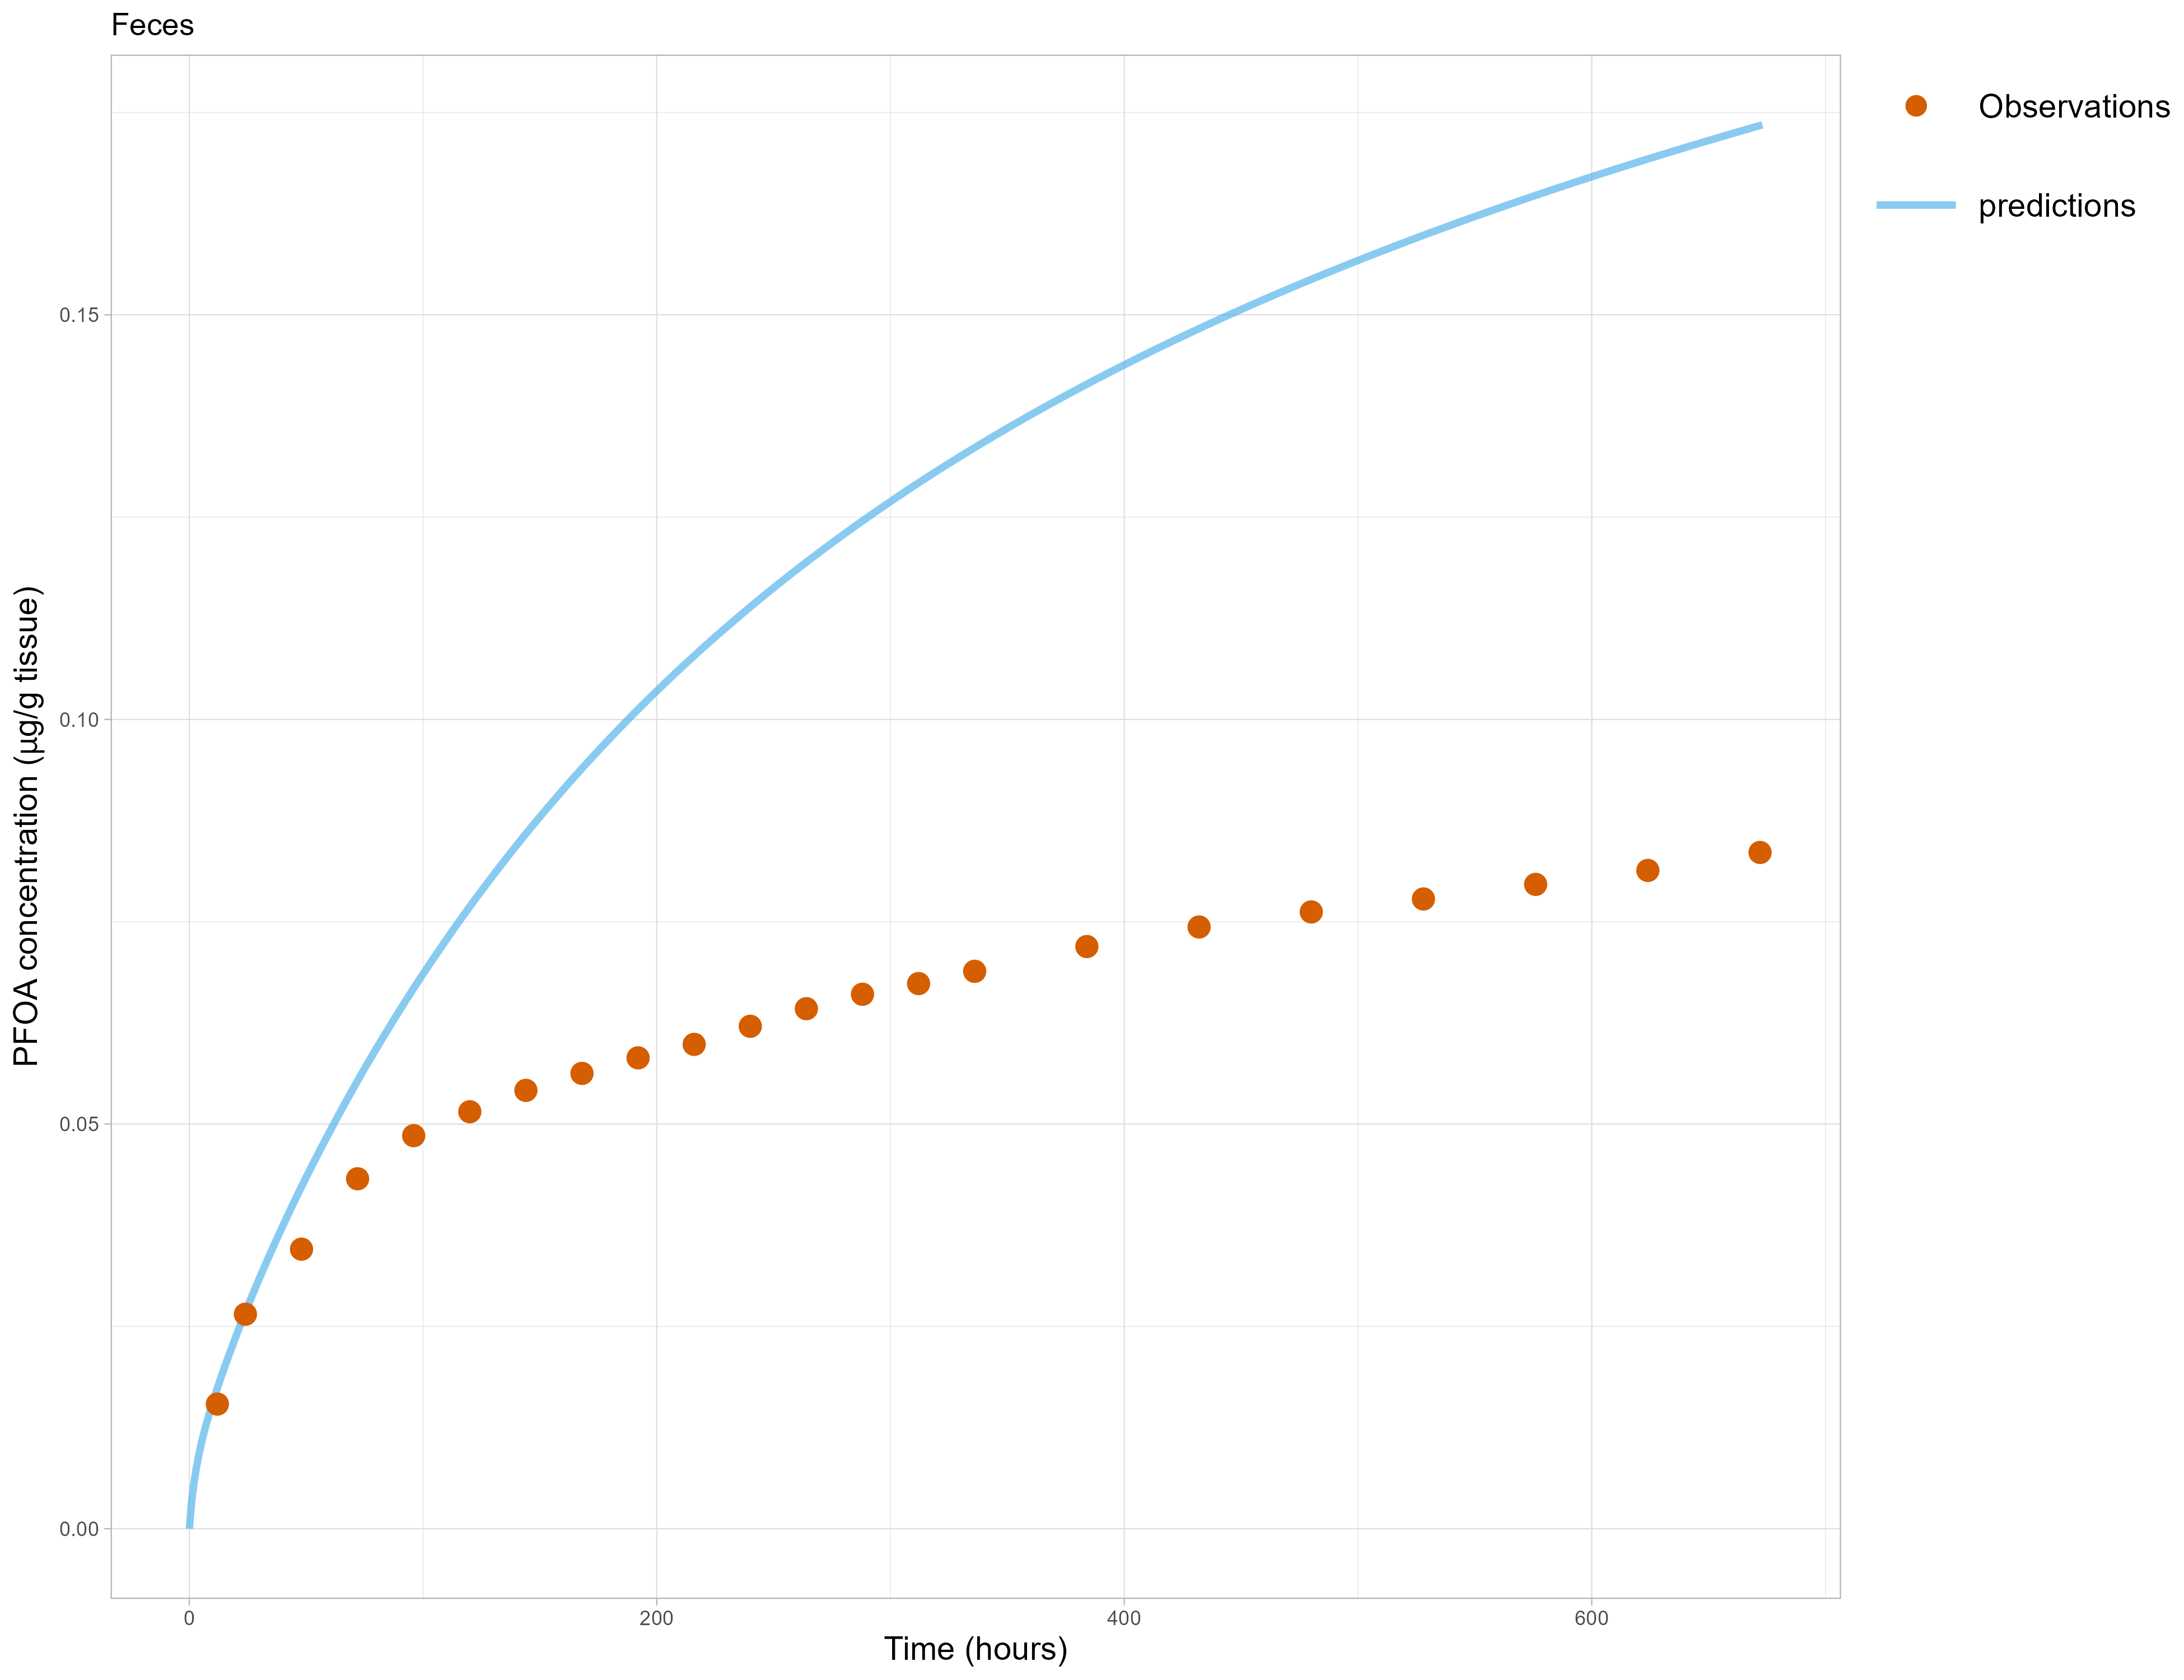 Feces
Observations
predictions
PFOA concentration (µg/g tissue)
0.15
0.10
0.05
0.00
0
200
400
600
Time (hours)